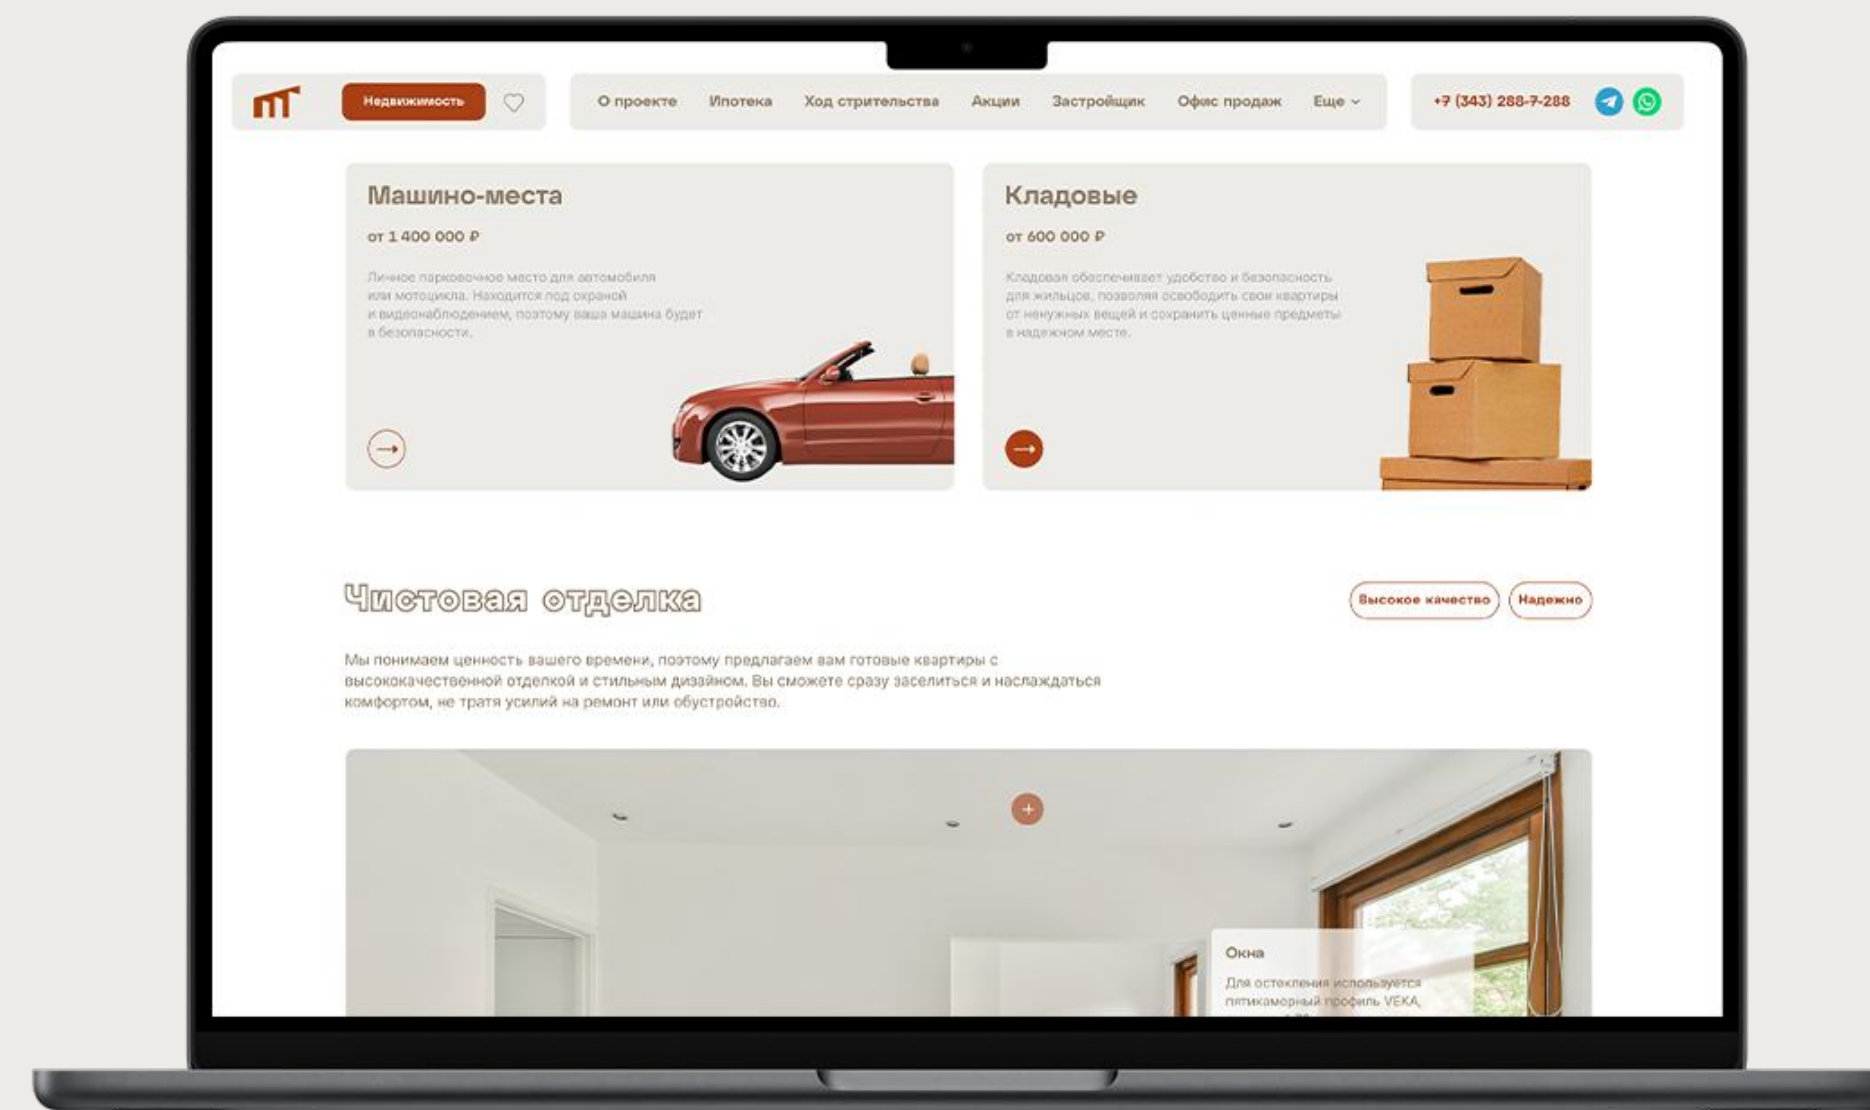 Недвижимость
О проекте Ипотека Ход стрительства Акции Застройщик Офис продаж Еще
+7 (343) 288-7-288
Машино-места
от 1 400 000 ₽
Личное парковочное место для автомобиля
или мотоцикла. Находится под охраной
и видеонаблюдением, поэтому ваша машина будет
в безопасности.
Кладовые
от 600 000 ₽
Кладовая обеспечивает удобство и безопасность
для жильцов, позволяя освободить свои квартиры
от ненужных вещей и сохранить ценные предметы
в надежном месте.
Чистовая отделка
Высокое качество Надежно
Мы понимаем ценность вашего времени, поэтому предлагаем вам готовые квартиры с
высококачественной отделкой и стильным дизайном. Вы сможете сразу заселиться и наслаждаться
комфортом, не тратя усилий на ремонт или обустройство.
Окна
Для остекления используется
пятикаморный профиль VEKA,